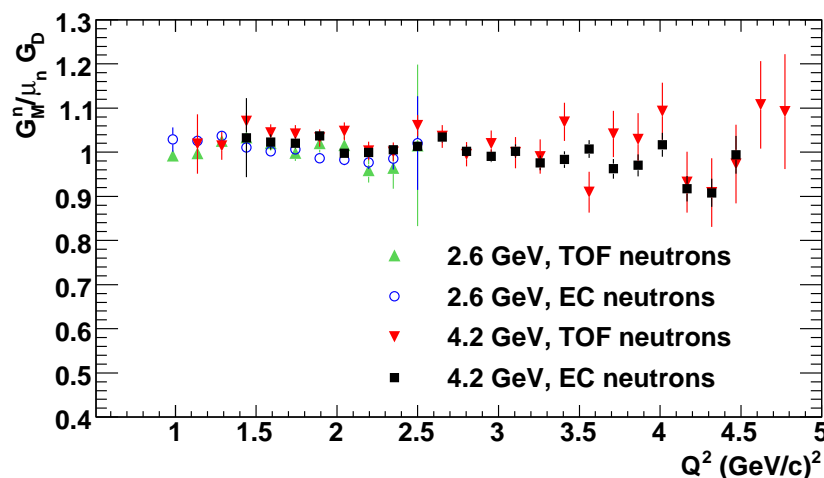 G_M^n/μ_n G_D
1.3
1.2
1.1
1
0.9
0.8
0.7
0.6
0.5
0.4
2.6 GeV, TOF neutrons
2.6 GeV, EC neutrons
4.2 GeV, TOF neutrons
4.2 GeV, EC neutrons
1 1.5 2 2.5 3 3.5 4 4.5 5
Q² (GeV/c)²